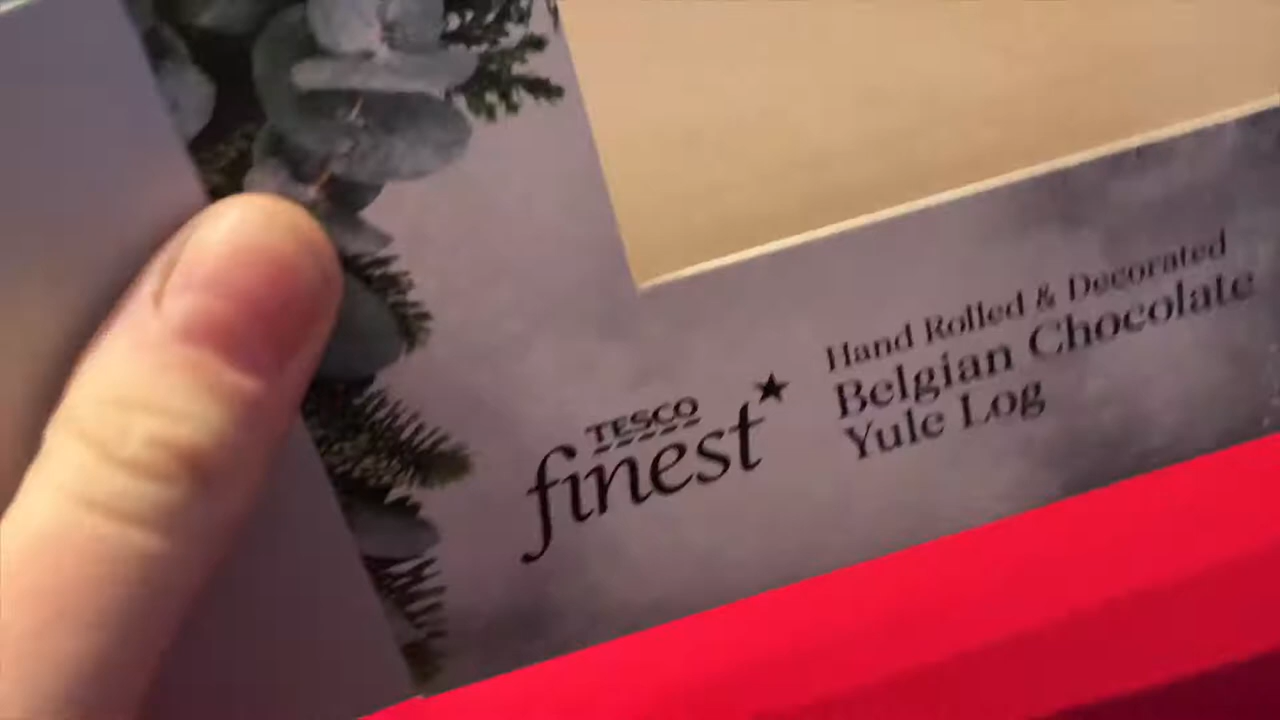 TESCO
finest★
Hand Rolled & Decorated
Belgian Chocolate
Yule Log